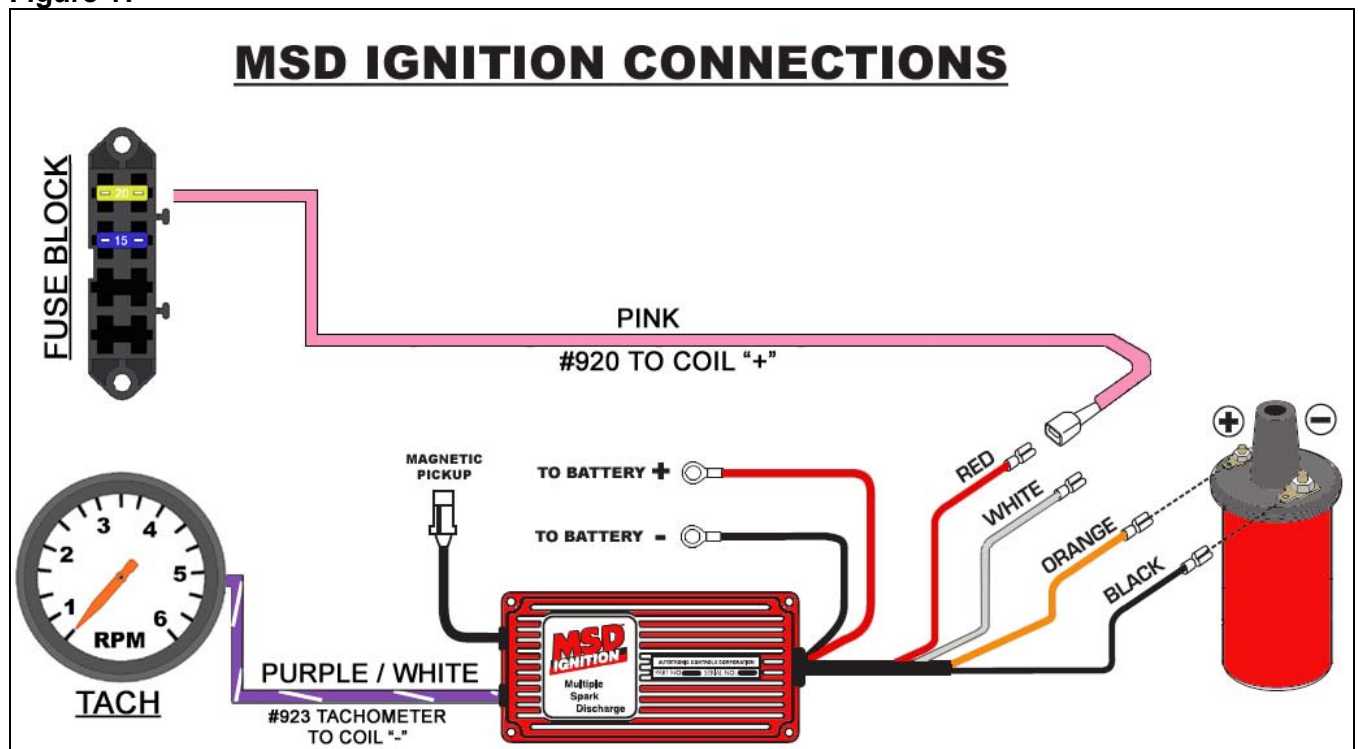 MSD IGNITION CONNECTIONS
FUSE BLOCK
20
15
PINK
#920 TO COIL “+”
+ -
MAGNETIC
PICKUP
TO BATTERY +
TO BATTERY -
RED
WHITE
ORANGE
BLACK
1 2 3 4 5 6
RPM
TACH
PURPLE / WHITE
#923 TACHOMETER
TO COIL “-”
MSD
IGNITION
Multiple
Spark
Discharge
AUTOTRONIC CONTROLS CORPORATION
PART NO. SERIAL NO.